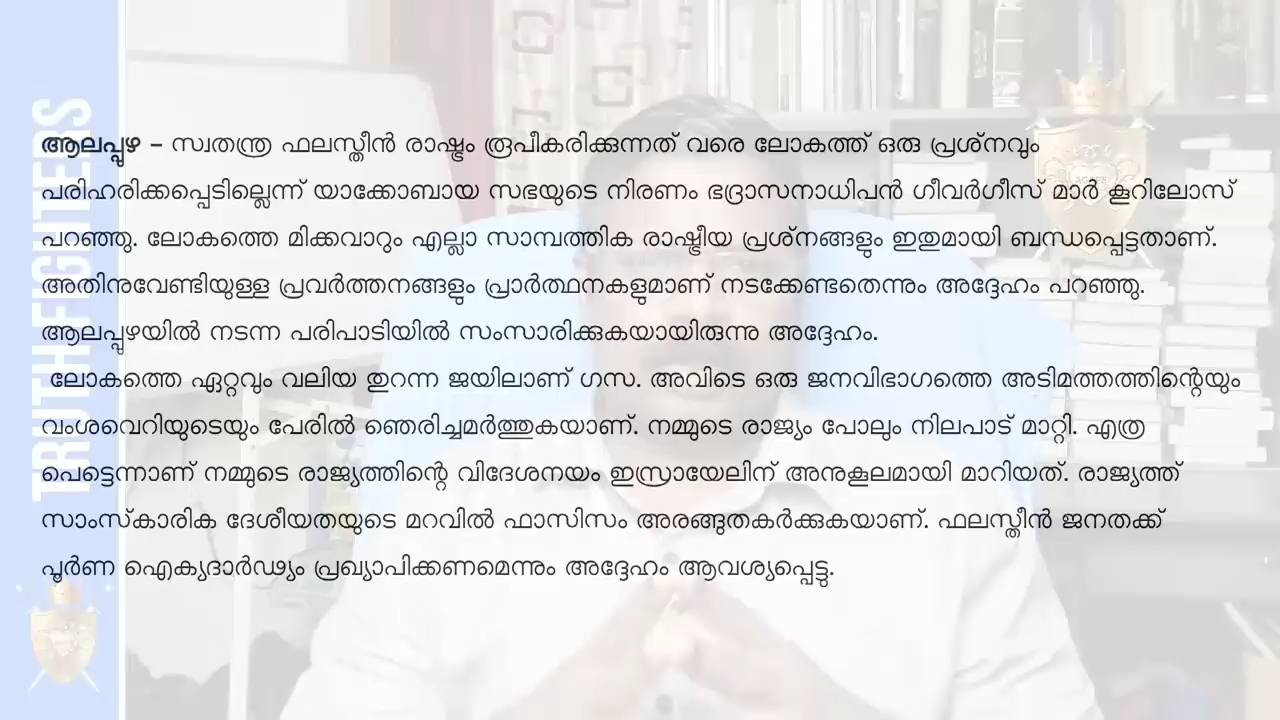 ആലപ്പുഴ – സ്വതന്ത്ര ഫലസ്തീൻ രാഷ്ട്രം രൂപീകരിക്കുന്നത് വരെ ലോകത്ത് ഒരു പ്രശ്‌നവും
പരിഹരിക്കപ്പെടില്ലെന്ന് യാക്കോബായ സഭയുടെ നിരണം ഭദ്രാസനാധിപൻ ഗീവർഗീസ് മാർ കൂറിലോസ്
പറഞ്ഞു. ലോകത്തെ മിക്കവാറും എല്ലാ സാമ്പത്തിക രാഷ്ട്രീയ പ്രശ്‌നങ്ങളും ഇതുമായി ബന്ധപ്പെട്ടതാണ്.
അതിനുവേണ്ടിയുള്ള പ്രവർത്തനങ്ങളും പ്രാർത്ഥനകളുമാണ് നടക്കേണ്ടതെന്നും അദ്ദേഹം പറഞ്ഞു.
ആലപ്പുഴയിൽ നടന്ന പരിപാടിയിൽ സംസാരിക്കുകയായിരുന്നു അദ്ദേഹം.
ലോകത്തെ ഏറ്റവും വലിയ തുറന്ന ജയിലാണ് ഗസ. അവിടെ ഒരു ജനവിഭാഗത്തെ അടിമത്തത്തിന്റെയും
വംശവെറിയുടെയും പേരിൽ ഞെരിച്ചമർത്തുകയാണ്. നമ്മുടെ രാജ്യം പോലും നിലപാട് മാറ്റി. എത്ര
പെട്ടെന്നാണ് നമ്മുടെ രാജ്യത്തിന്റെ വിദേശനയം ഇസ്രായേലിന് അനുകൂലമായി മാറിയത്. രാജ്യത്ത്
സാംസ്‌കാരിക ദേശീയതയുടെ മറവിൽ ഫാസിസം അരങ്ങുതകർക്കുകയാണ്. ഫലസ്തീൻ ജനതക്ക്
പൂർണ ഐക്യദാർഢ്യം പ്രഖ്യാപിക്കണമെന്നും അദ്ദേഹം ആവശ്യപ്പെട്ടു.
TRUTH FIGHTERS